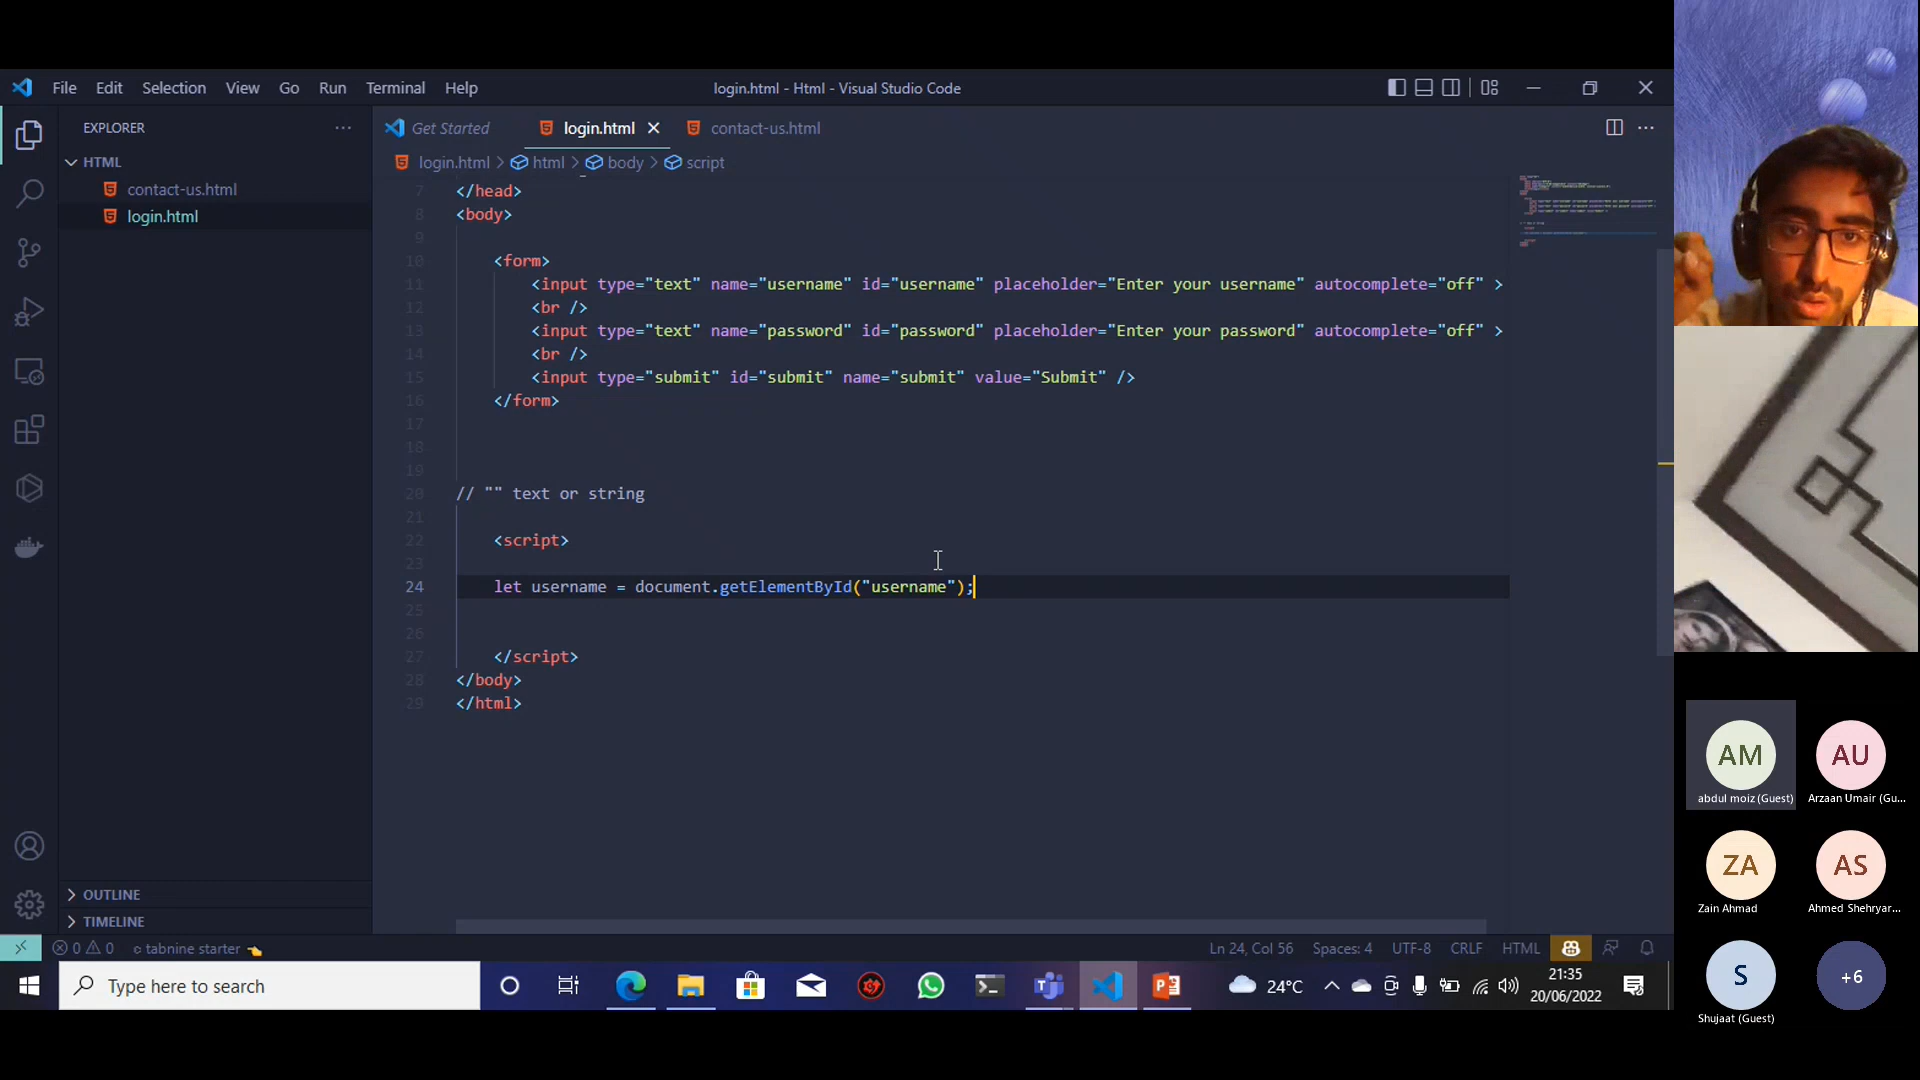 File Edit Selection View Go Run Terminal Help
login.html - Html - Visual Studio Code
EXPLORER
Get Started
login.html
contact-us.html
HTML
login.html > html > body > script
contact-us.html
login.html
7 </head>
8 <body>
9
10 <form>
11 <input type="text" name="username" id="username" placeholder="Enter your username" autocomplete="off" >
12 <br />
13 <input type="text" name="password" id="password" placeholder="Enter your password" autocomplete="off" >
14 <br />
15 <input type="submit" id="submit" name="submit" value="Submit" />
16 </form>
17
18
19
20 // "" text or string
21
22 <script>
23
24 let username = document.getElementById("username");
25
26
27 </script>
28 </body>
29 </html>
OUTLINE
TIMELINE
0 0 tabnine starter
Ln 24, Col 56 Spaces: 4 UTF-8 CRLF HTML
Type here to search
24°C
21:35
20/06/2022
AM
abdul moiz (Guest)
AU
Arzaan Umair (Gu...
ZA
Zain Ahmad
AS
Ahmed Shehryar...
S
Shujaat (Guest)
+6